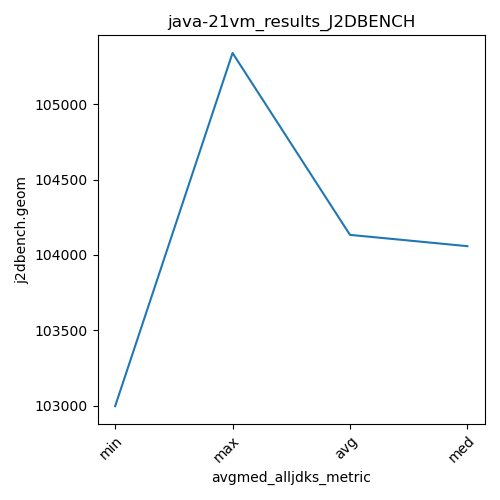 java-21vm_results_J2DBENCH
105000
104500
104000
103500
103000
j2dbench.geom
min
max
avg
med
avgmed_alljdks_metric